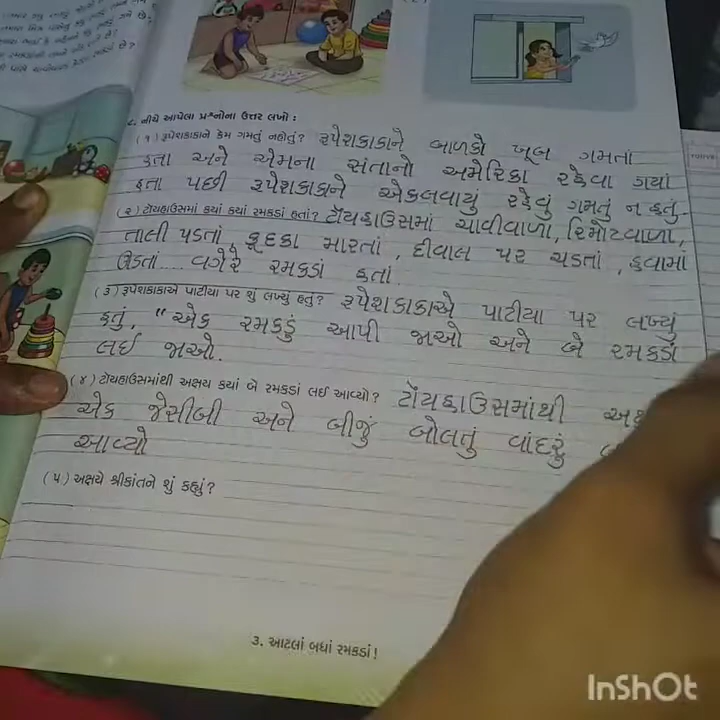 ૮. નીચે આપેલા પ્રશ્નોના ઉત્તર લખો :
(૧) રૂપેશકાકાને કેમ ગમતું નહોતું? રૂપેશકાકાને બાળકો ખૂબ ગમતાં
હતા અને એમના સંતાનો અમેરિકા રહેવા ગયાં
હતા પછી રૂપેશકાકાને એકલવાયું રહેવું ગમતું ન હતું.
(૨) ટૉયહાઉસમાં કયાં કયાં રમકડાં હતાં? ટૉયહાઉસમાં ચાવીવાળા, રિમોટવાળા,
તાલી પડતાં, કૂદકા મારતાં, દીવાલ પર ચડતાં, હવામાં
ઊડતાં.... વગેરે રમકડાં હતાં.
(૩) રૂપેશકાકાએ પાટીયા પર શું લખ્યું હતું? રૂપેશકાકાએ પાટીયા પર લખ્યું
હતું, "એક રમકડું આપી જાઓ અને બે રમકડાં
લઈ જાઓ.
(૪) ટૉયહાઉસમાંથી અક્ષય કયાં બે રમકડાં લઈ આવ્યો? ટૉયહાઉસમાંથી
એક જેસીબી અને બીજું બોલતું વાંદરું
આવ્યો
(૫) અક્ષયે શ્રીકાંતને શું કહ્યું?
૩. આટલાં બધાં રમકડાં!
InShOt